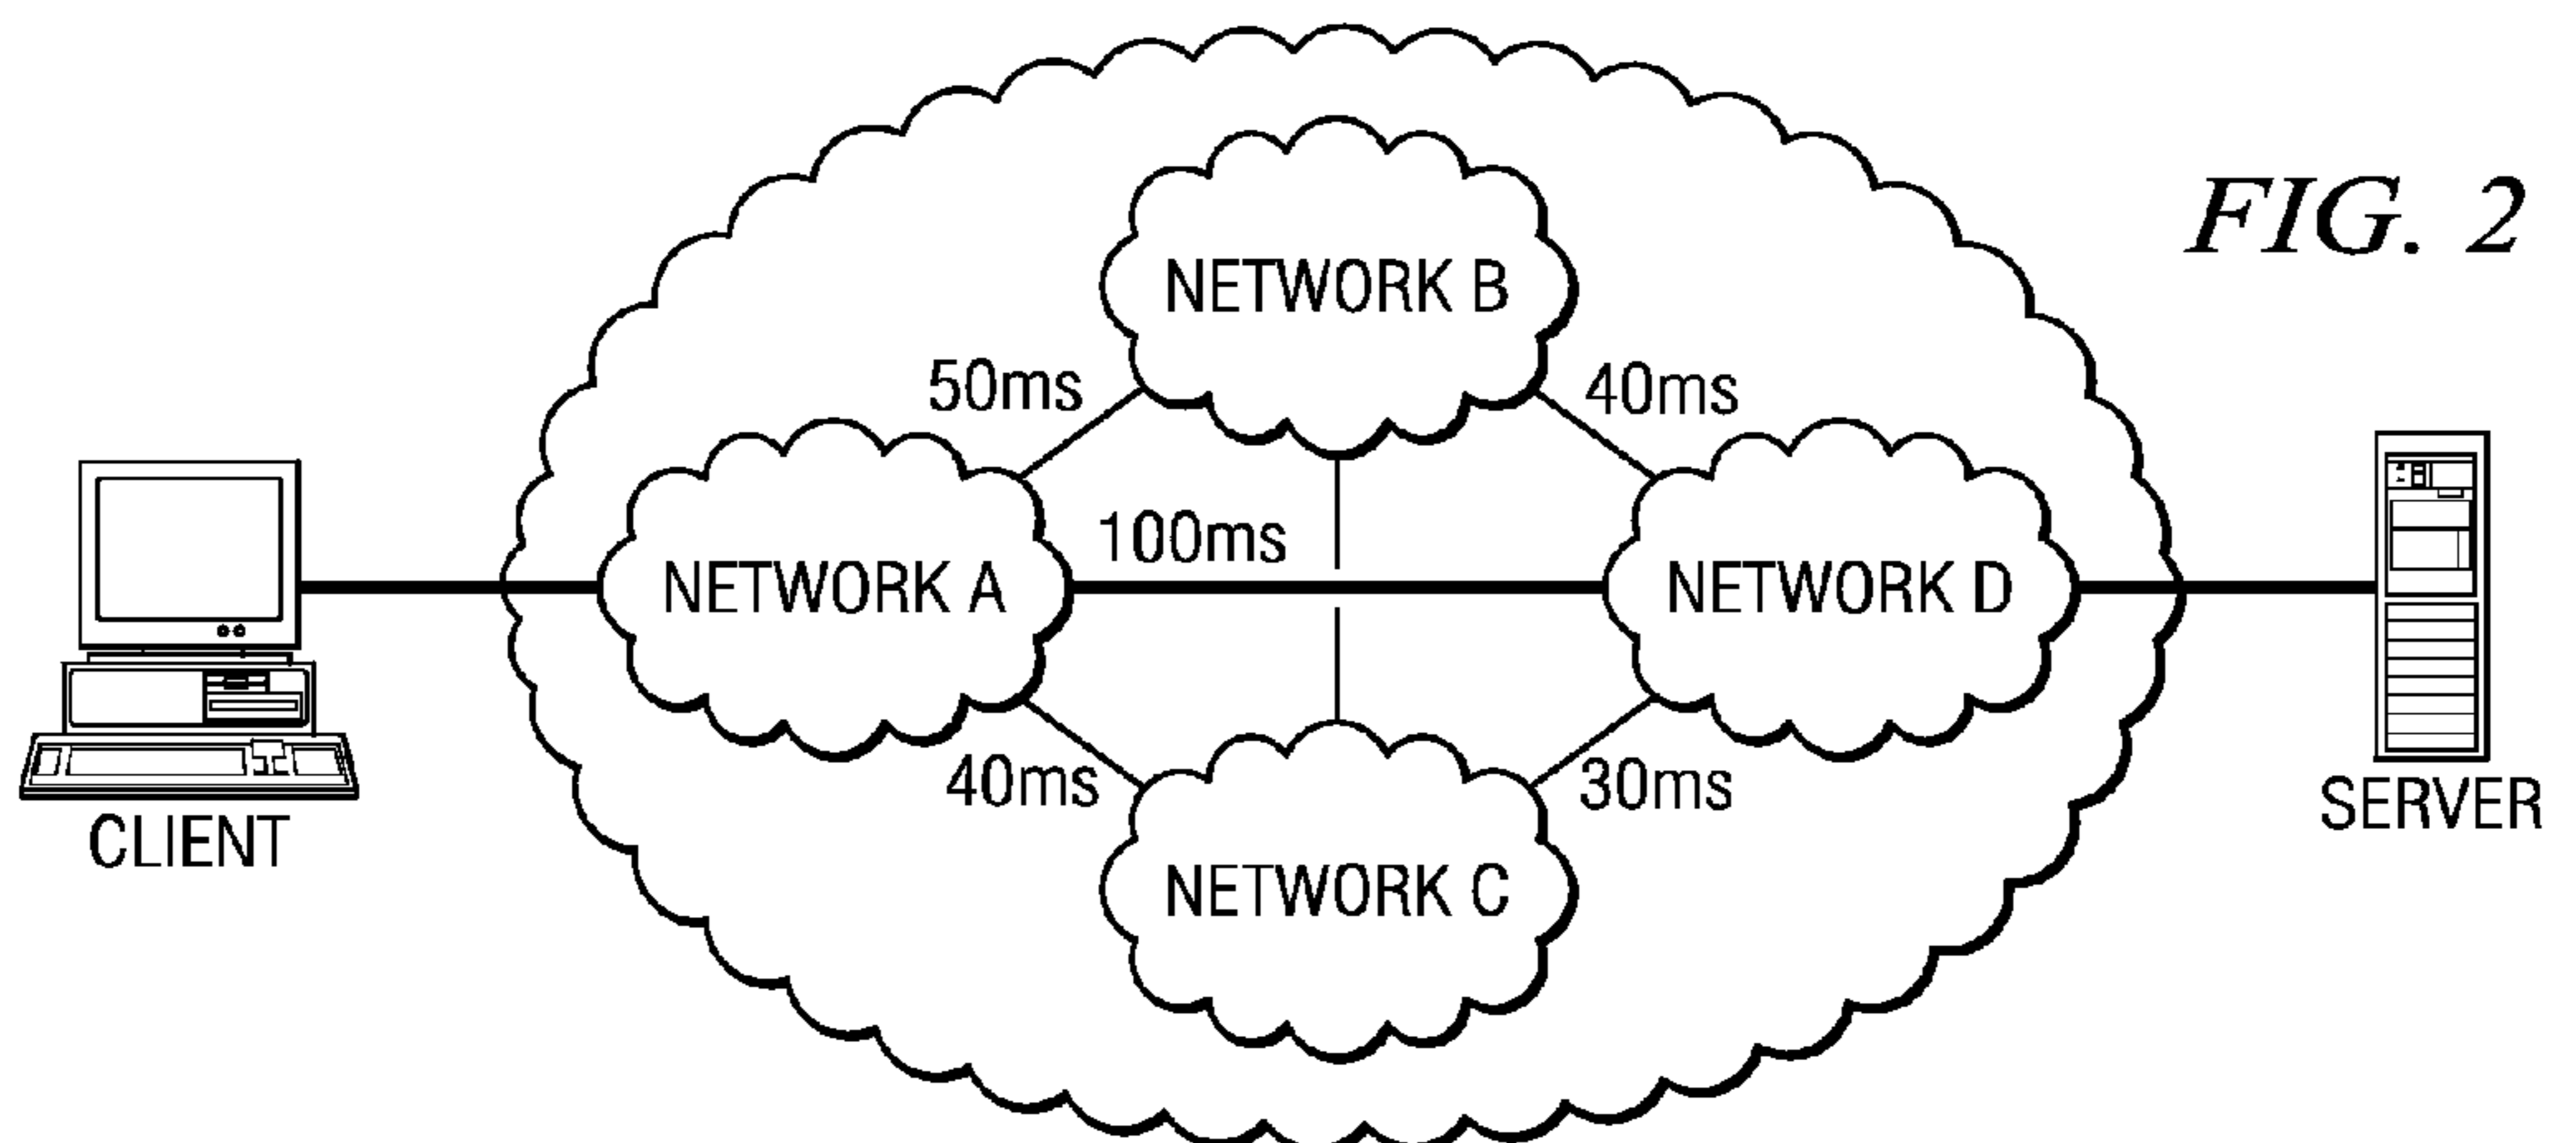 FIG. 2
NETWORK B
50ms
40ms
100ms
NETWORK A
NETWORK D
40ms
30ms
NETWORK C
CLIENT
SERVER